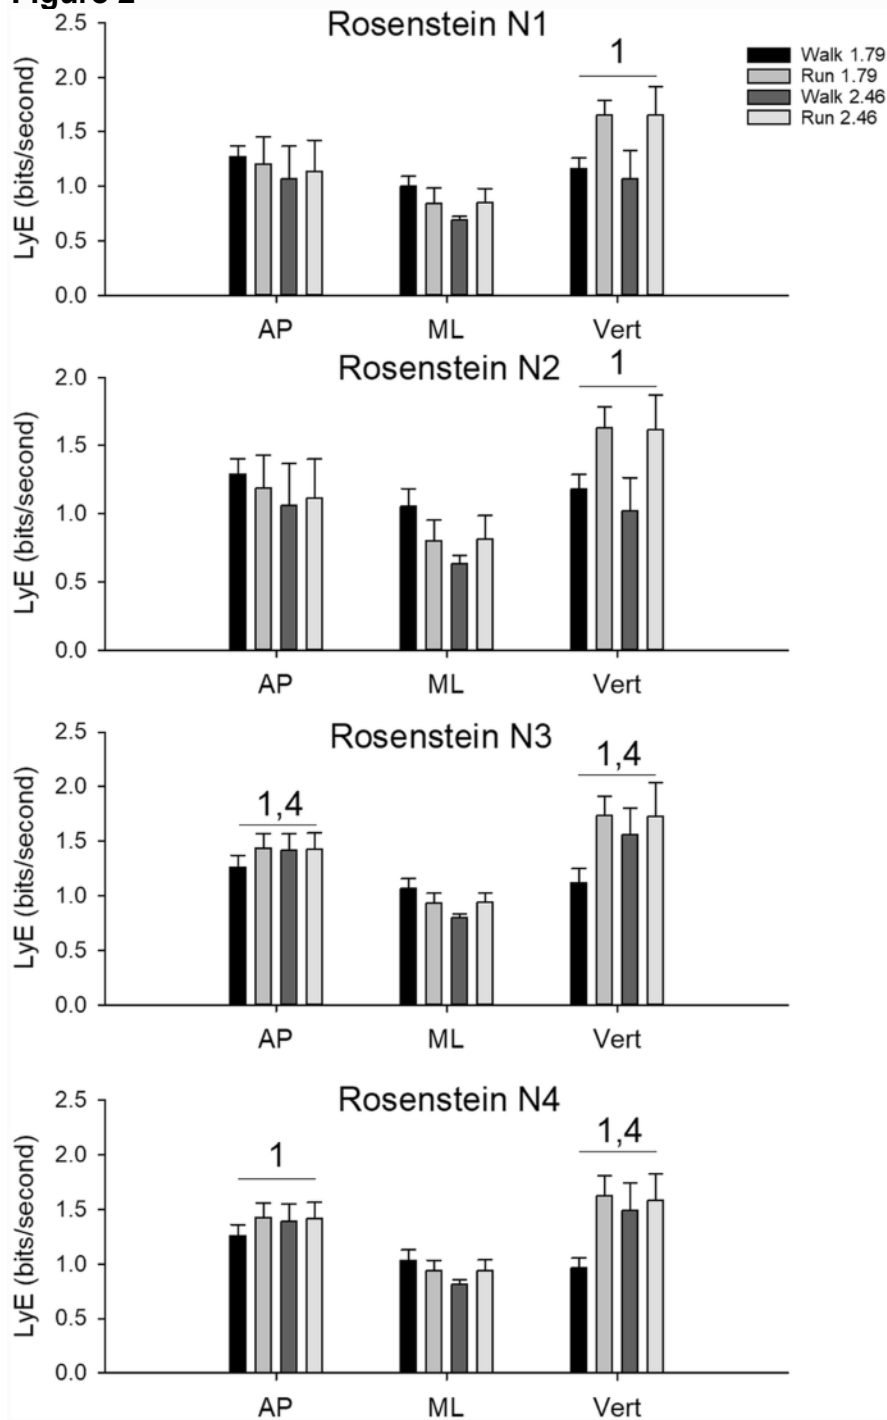 Figure 2
Rosenstein N1
LyE (bits/second)
2.5
2.0
1.5
1.0
0.5
0.0
1
Walk 1.79
Run 1.79
Walk 2.46
Run 2.46
AP ML Vert
Rosenstein N2
LyE (bits/second)
2.0
1.5
1.0
0.5
0.0
1
AP ML Vert
Rosenstein N3
LyE (bits/second)
2.5
2.0
1.5
1.0
0.5
0.0
1,4
1,4
AP ML Vert
Rosenstein N4
LyE (bits/second)
2.5
2.0
1.5
1.0
0.5
0.0
1
1,4
AP ML Vert